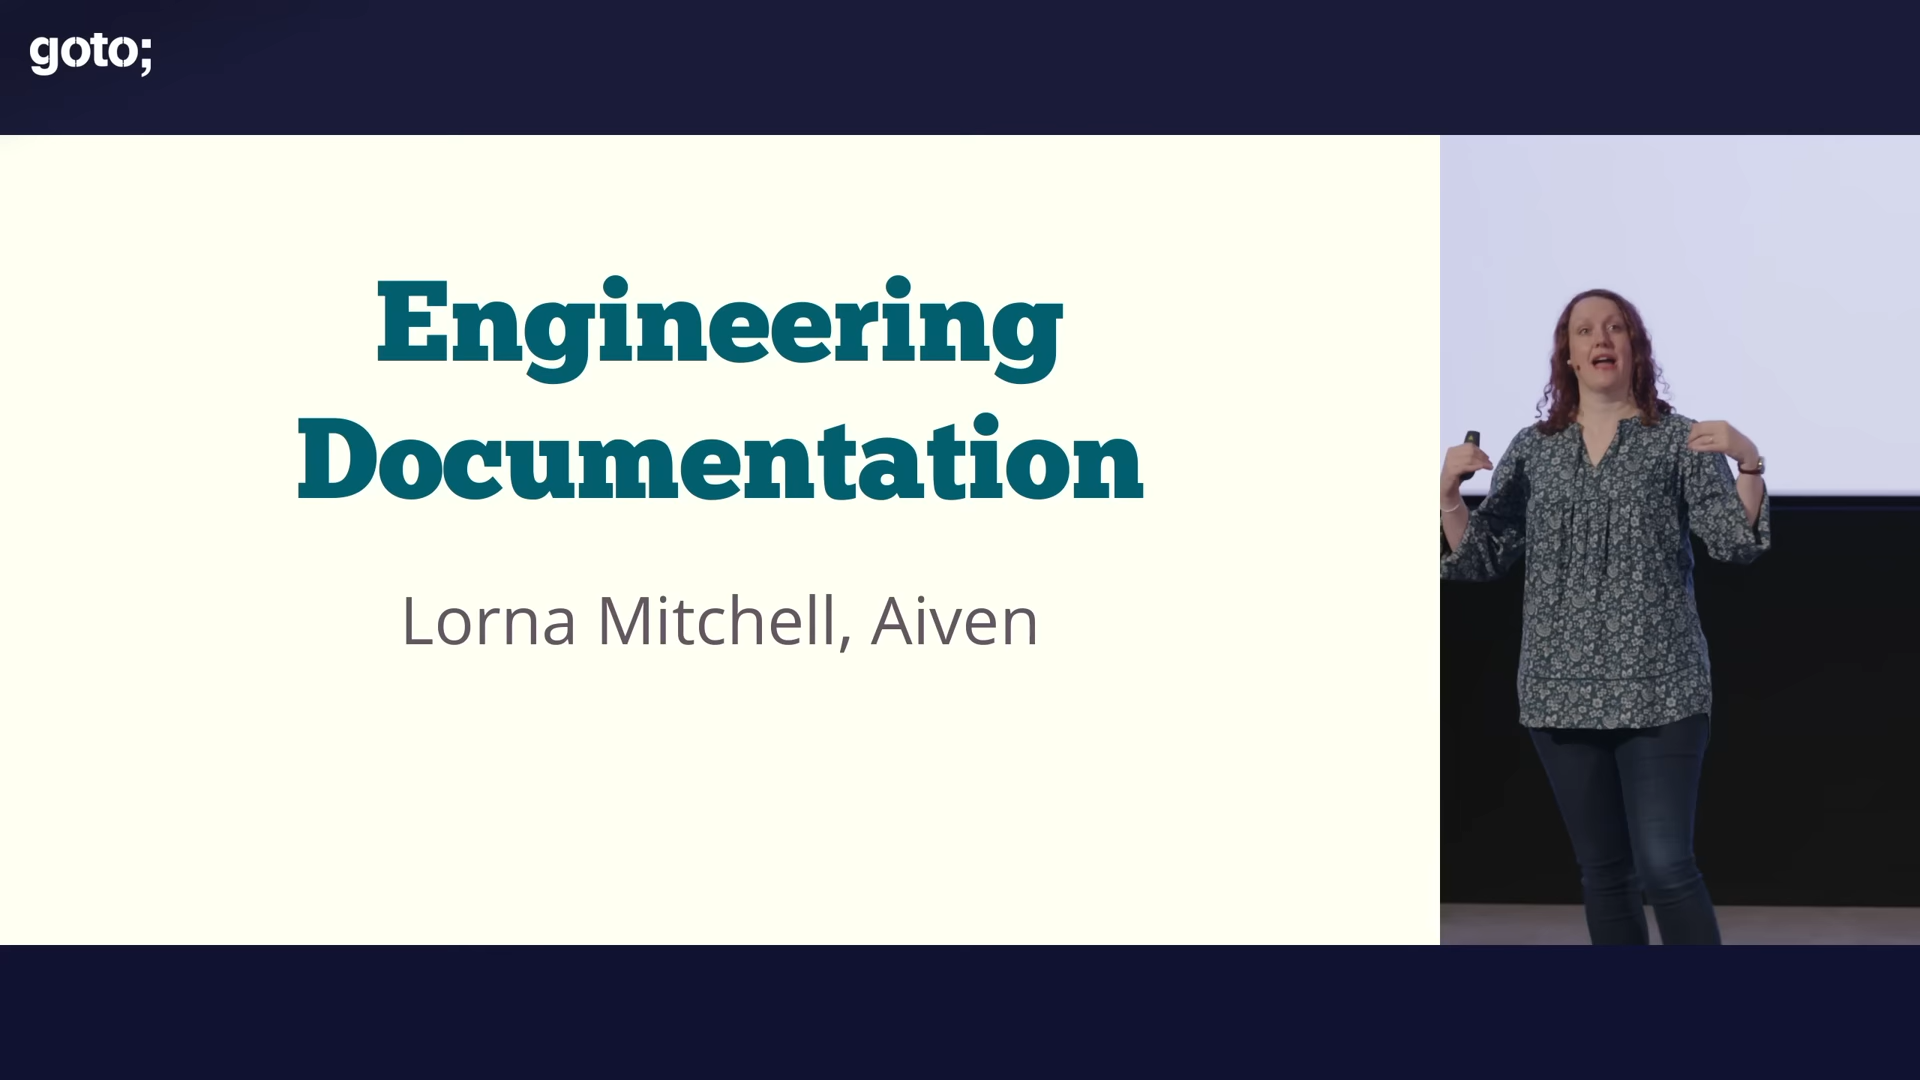 goto;
Engineering
Documentation
Lorna Mitchell, Aiven